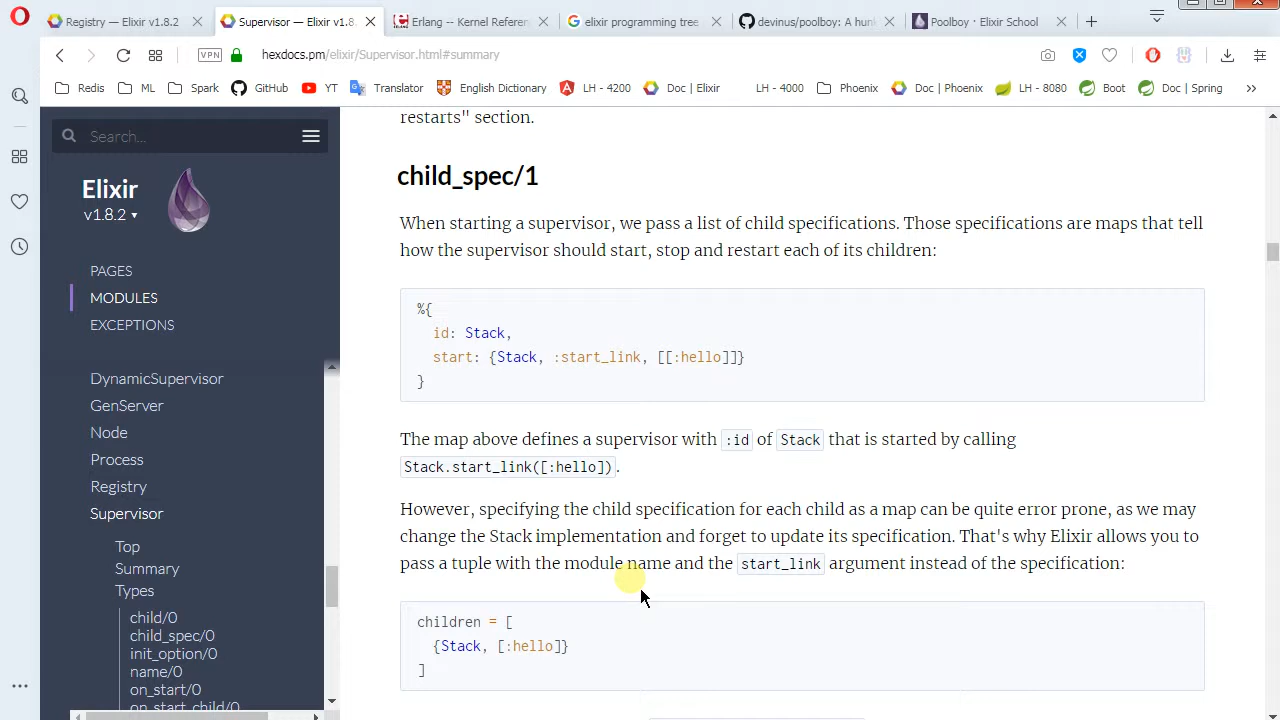 Registry — Elixir v1.8.2
Supervisor — Elixir v1.8.
Erlang -- Kernel Referen
elixir programming tree
devinus/poolboy: A hunk
Poolboy · Elixir School
VPN
hexdocs.pm/elixir/Supervisor.html#summary
Redis
ML
Spark
GitHub
YT
Translator
English Dictionary
LH - 4200
Doc | Elixir
LH - 4000
Phoenix
Doc | Phoenix
LH - 8080
Boot
Doc | Spring
Search...
Elixir
v1.8.2
PAGES
MODULES
EXCEPTIONS
DynamicSupervisor
GenServer
Node
Process
Registry
Supervisor
Top
Summary
Types
child/0
child_spec/0
init_option/0
name/0
on_start/0
on_start_child/0
restarts" section.
child_spec/1
When starting a supervisor, we pass a list of child specifications. Those specifications are maps that tell
how the supervisor should start, stop and restart each of its children:
%{
id: Stack,
start: {Stack, :start_link, [[:hello]]}
}
The map above defines a supervisor with :id of Stack that is started by calling
Stack.start_link([:hello]).
However, specifying the child specification for each child as a map can be quite error prone, as we may
change the Stack implementation and forget to update its specification. That's why Elixir allows you to
pass a tuple with the module name and the start_link argument instead of the specification:
children = [
{Stack, [:hello]}
]